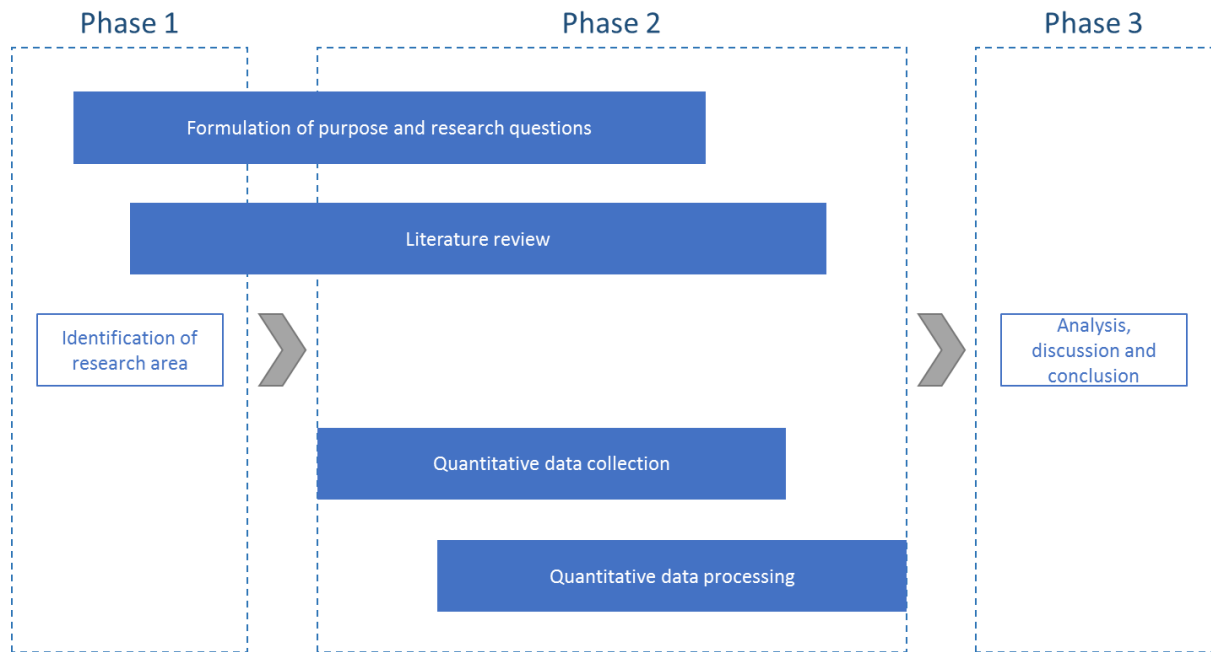 Phase 1
Phase 2
Phase 3
Formulation of purpose and research questions
Literature review
Identification of
research area
Analysis,
discussion and
conclusion
Quantitative data collection
Quantitative data processing